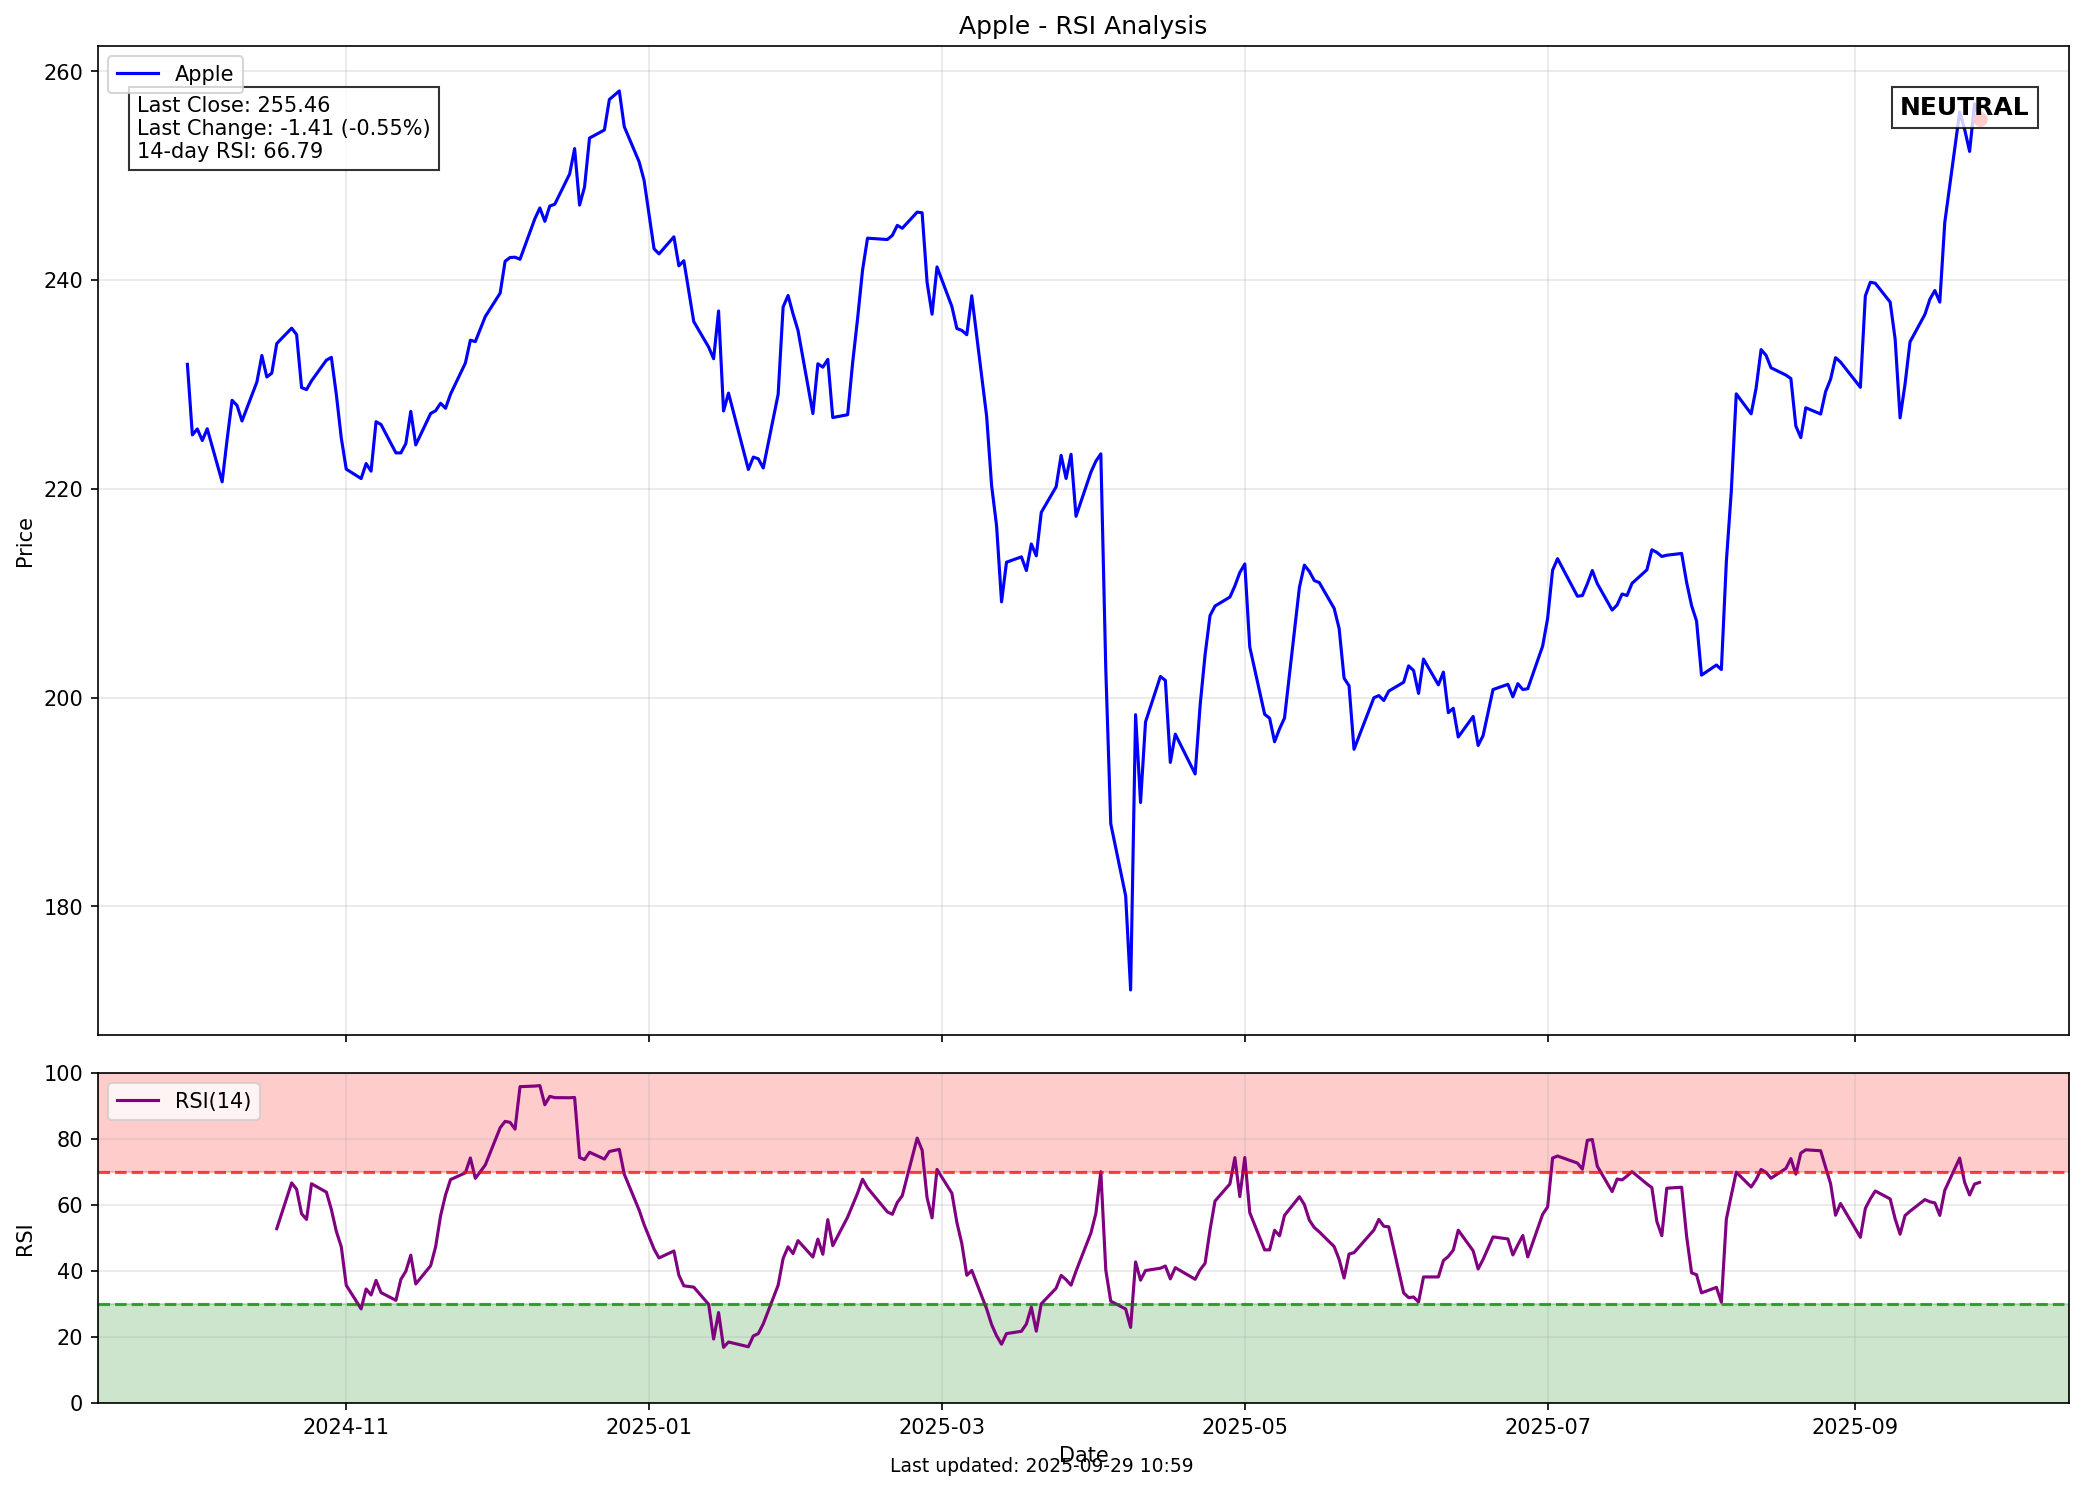 Apple - RSI Analysis
Apple
Last Close: 255.46
Last Change: -1.41 (-0.55%)
14-day RSI: 66.79
NEUTRAL
260
240
220
200
180
Price
RSI(14)
100
80
60
40
20
0
RSI
2024-11
2025-01
2025-03
2025-05
2025-07
2025-09
Date
Last updated: 2025-09-29 10:59